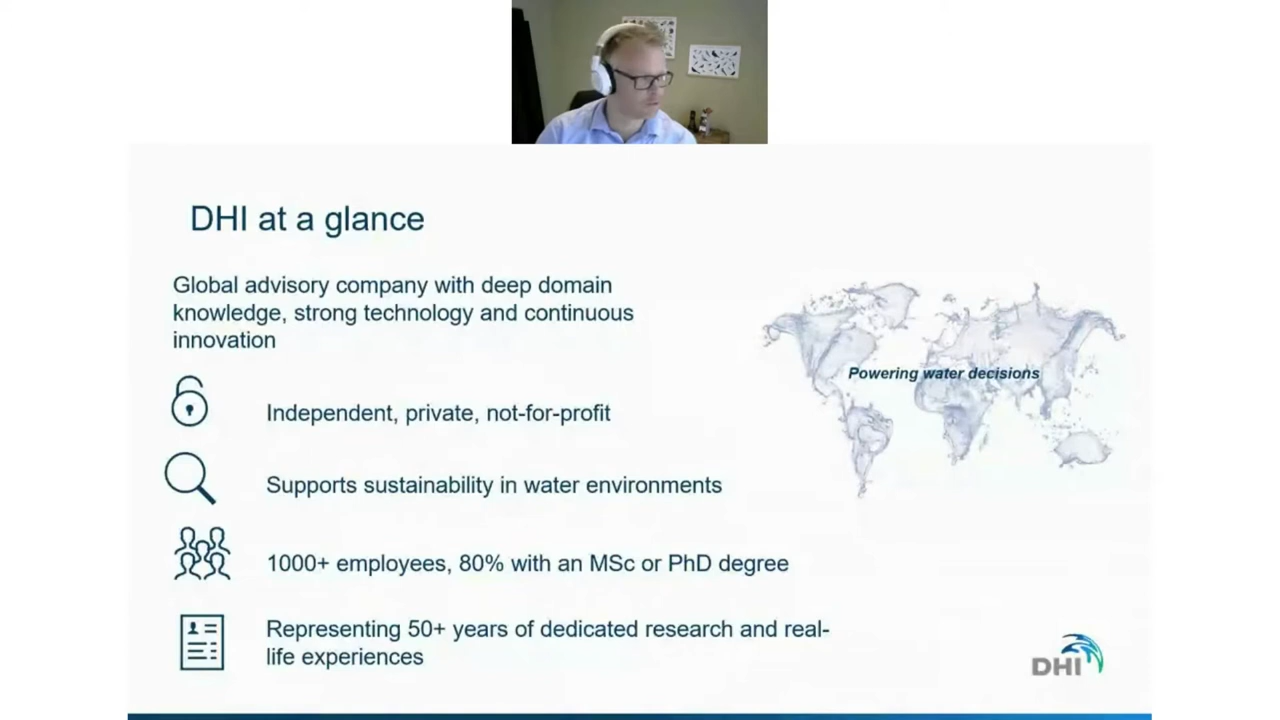 DHI at a glance
Global advisory company with deep domain
knowledge, strong technology and continuous
innovation
Powering water decisions
Independent, private, not-for-profit
Supports sustainability in water environments
1000+ employees, 80% with an MSc or PhD degree
Representing 50+ years of dedicated research and real-
life experiences
DHI